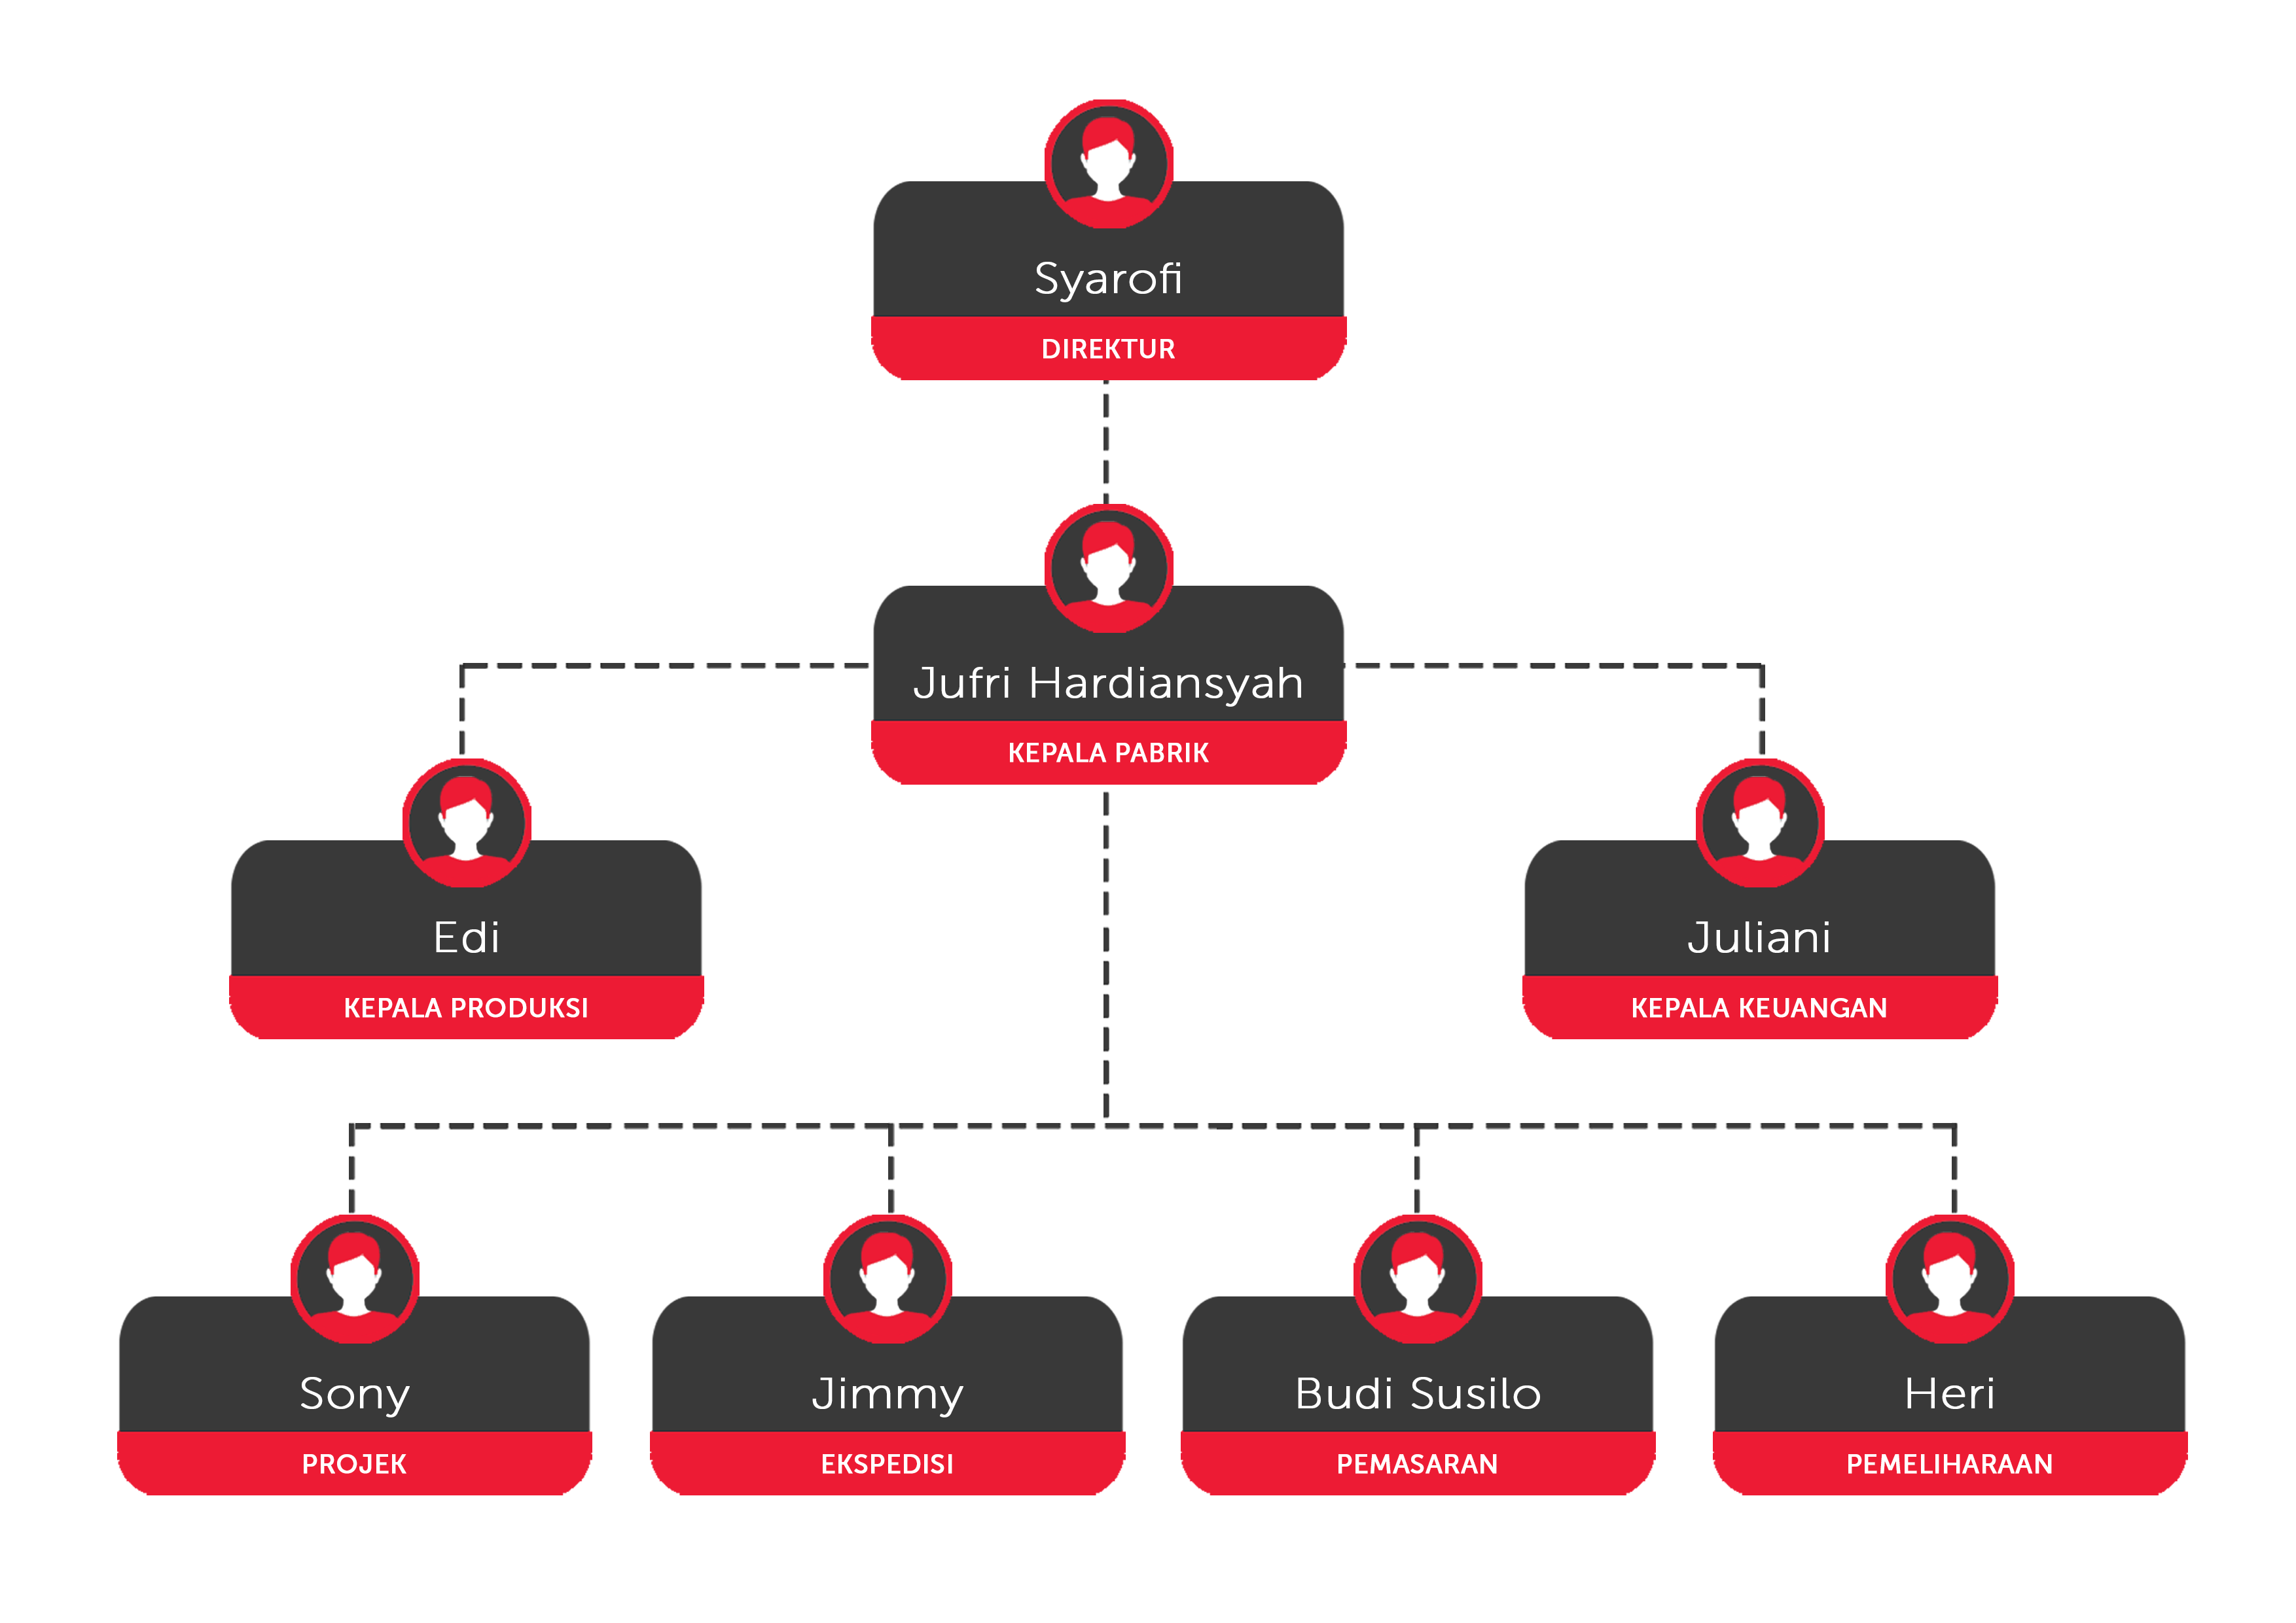 Syarofi
DIREKTUR
Jufri Hardiansyah
KEPALA PABRIK
Edi
KEPALA PRODUKSI
Juliani
KEPALA KEUANGAN
Sony
PROJEK
Jimmy
EKSPEDISI
Budi Susilo
PEMASARAN
Heri
PEMELIHARAAN